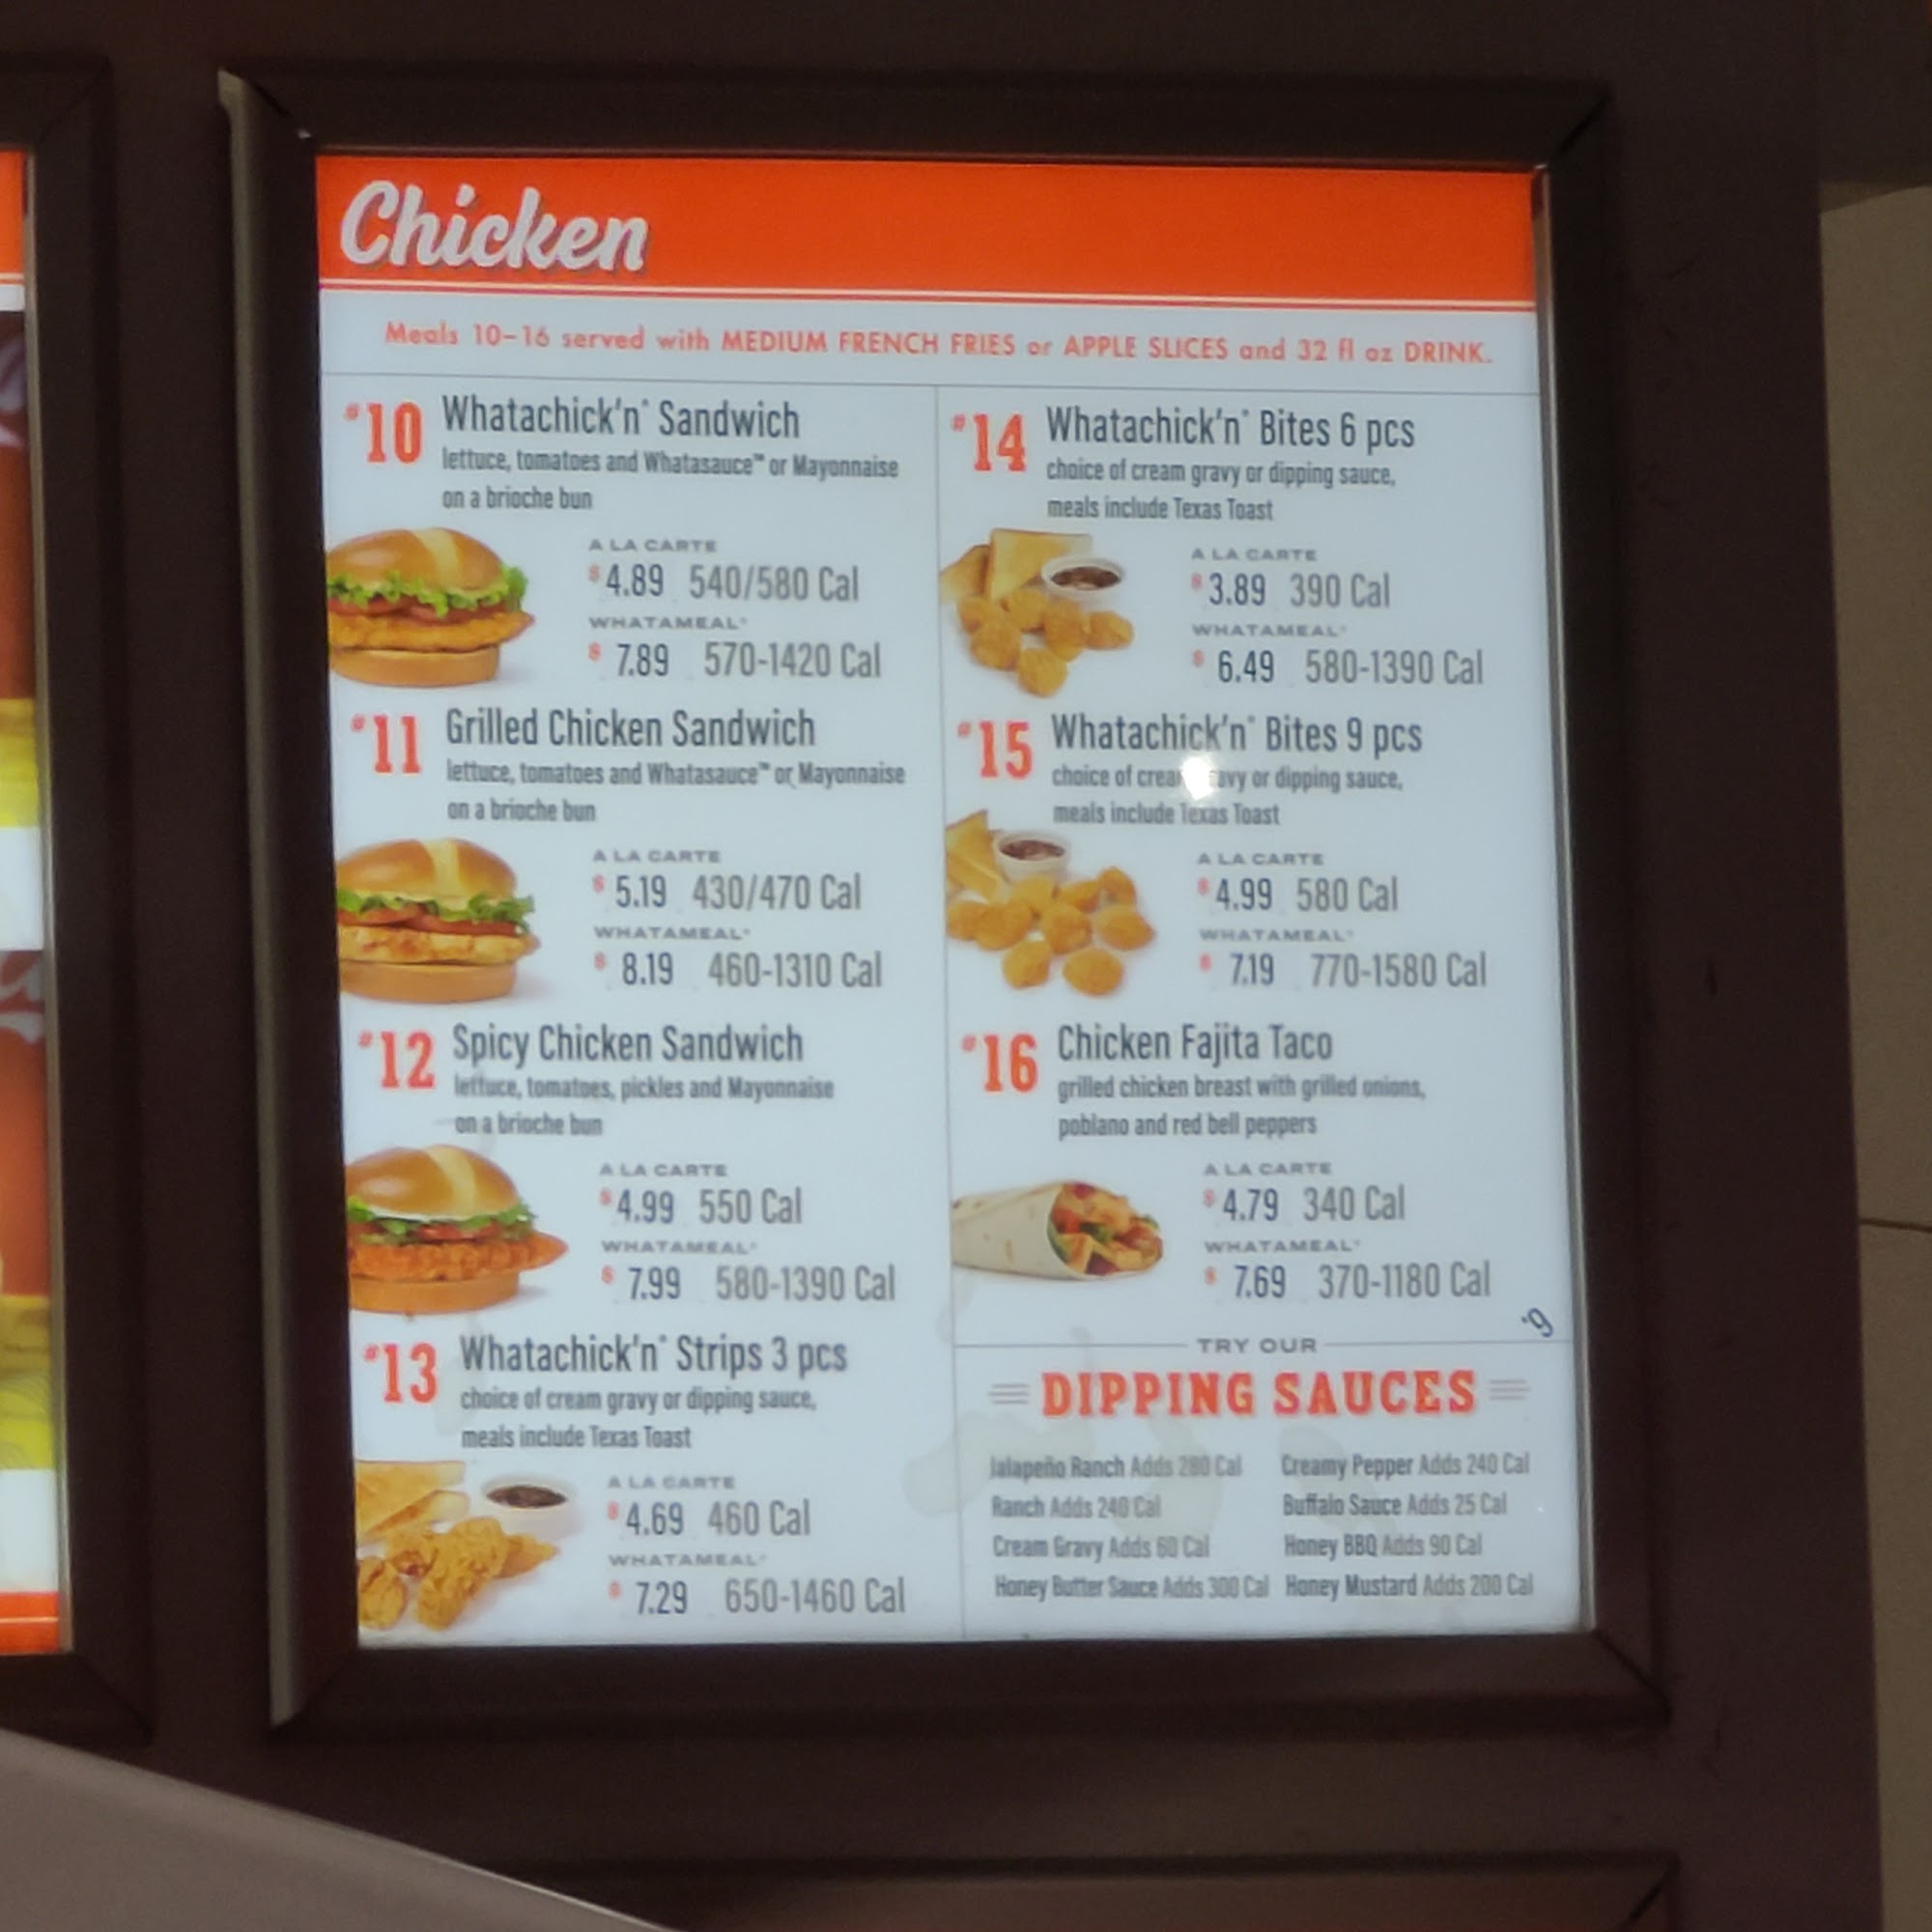 Chicken
Meals 10-16 served with MEDIUM FRENCH FRIES or APPLE SLICES and 32 fl oz DRINK.
#10 Whatachick'n® Sandwich
lettuce, tomatoes and Whatasauce™ or Mayonnaise
on a brioche bun
A LA CARTE
$4.89 540/580 Cal
WHATAMEAL®
$7.89 570-1420 Cal
#11 Grilled Chicken Sandwich
lettuce, tomatoes and Whatasauce™ or Mayonnaise
on a brioche bun
A LA CARTE
$5.19 430/470 Cal
WHATAMEAL®
$8.19 460-1310 Cal
#12 Spicy Chicken Sandwich
lettuce, tomatoes, pickles and Mayonnaise
on a brioche bun
A LA CARTE
$4.99 550 Cal
WHATAMEAL®
$7.99 580-1390 Cal
#13 Whatachick'n® Strips 3 pcs
choice of cream gravy or dipping sauce,
meals include Texas Toast
A LA CARTE
$4.69 460 Cal
WHATAMEAL®
$7.29 650-1460 Cal
#14 Whatachick'n® Bites 6 pcs
choice of cream gravy or dipping sauce,
meals include Texas Toast
A LA CARTE
$3.89 390 Cal
WHATAMEAL®
$6.49 580-1390 Cal
#15 Whatachick'n® Bites 9 pcs
choice of cream gravy or dipping sauce,
meals include Texas Toast
A LA CARTE
$4.99 580 Cal
WHATAMEAL®
$7.19 770-1580 Cal
#16 Chicken Fajita Taco
grilled chicken breast with grilled onions,
poblano and red bell peppers
A LA CARTE
$4.79 340 Cal
WHATAMEAL®
$7.69 370-1180 Cal
TRY OUR
DIPPING SAUCES
Jalapeño Ranch Adds 280 Cal
Ranch Adds 240 Cal
Cream Gravy Adds 60 Cal
Honey Butter Sauce Adds 300 Cal
Creamy Pepper Adds 240 Cal
Buffalo Sauce Adds 25 Cal
Honey BBQ Adds 90 Cal
Honey Mustard Adds 200 Cal